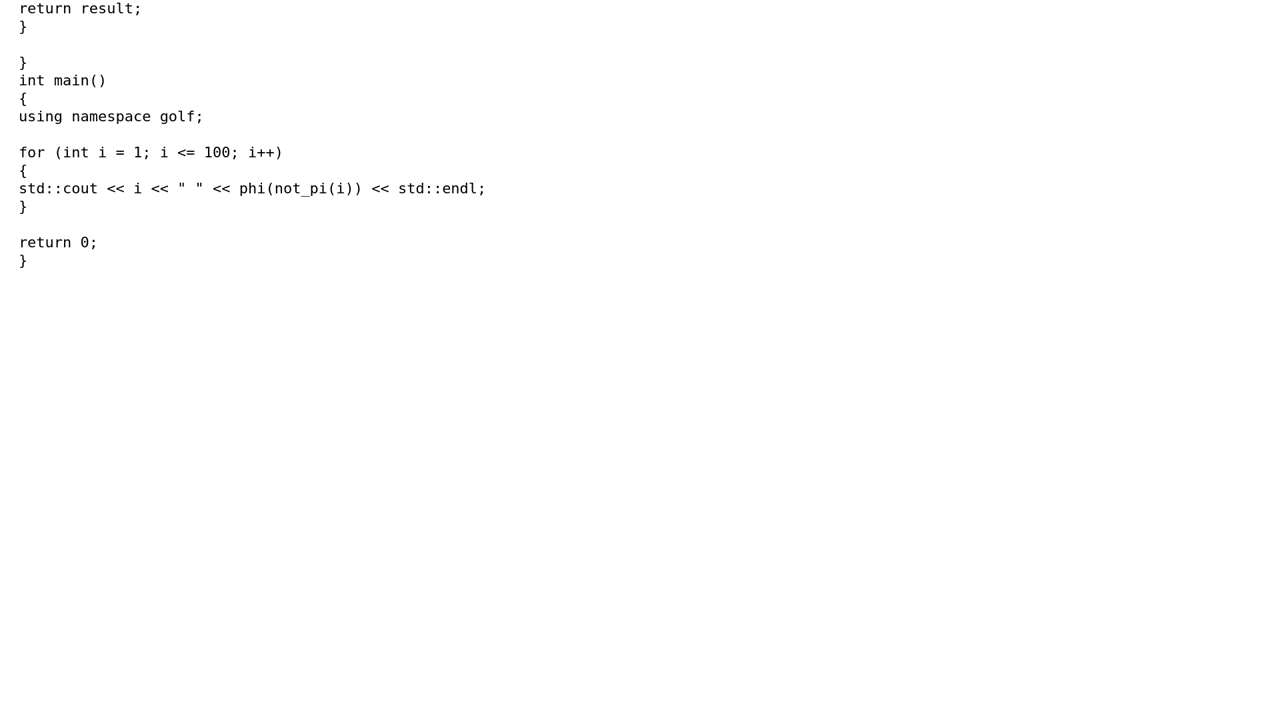 return result;
}
}
int main()
{
using namespace golf;
for (int i = 1; i <= 100; i++)
{
std::cout << i << " " << phi(not_pi(i)) << std::endl;
}
return 0;
}